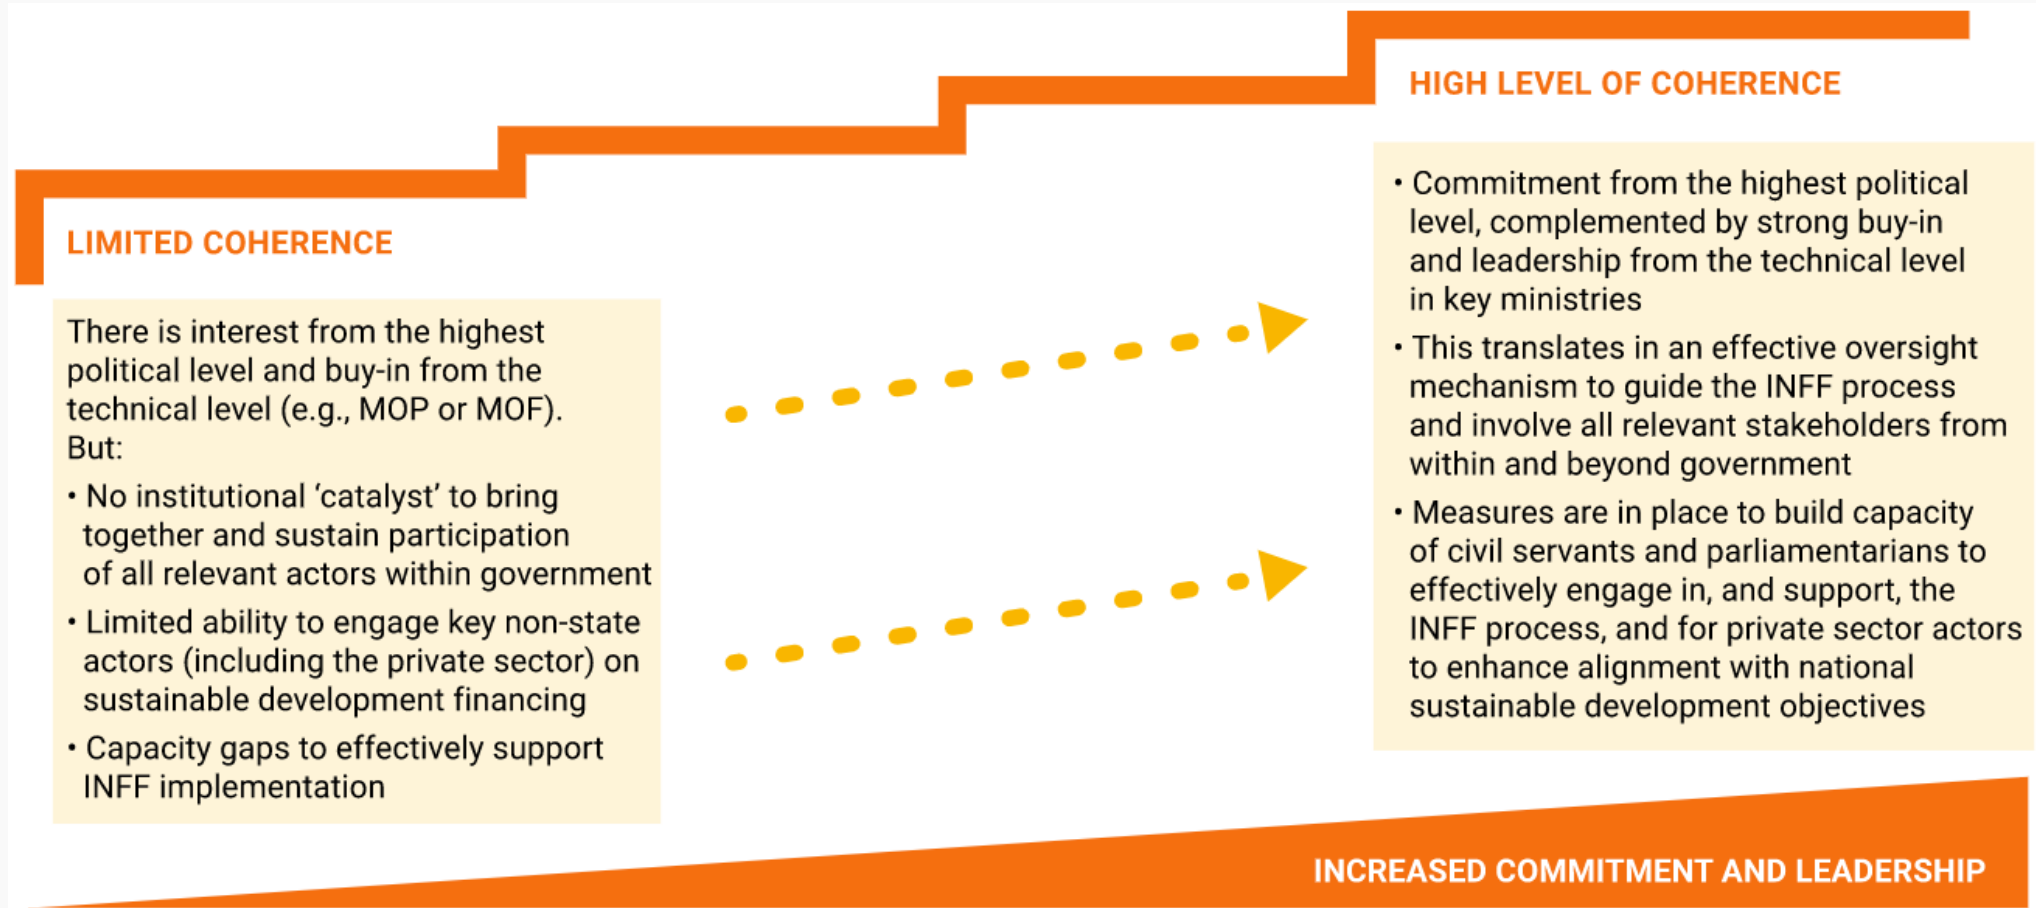 LIMITED COHERENCE
There is interest from the highest
political level and buy-in from the
technical level (e.g., MOP or MOF).
But:
• No institutional ‘catalyst’ to bring
together and sustain participation
of all relevant actors within government
• Limited ability to engage key non-state
actors (including the private sector) on
sustainable development financing
• Capacity gaps to effectively support
INFF implementation
HIGH LEVEL OF COHERENCE
• Commitment from the highest political
level, complemented by strong buy-in
and leadership from the technical level
in key ministries
• This translates in an effective oversight
mechanism to guide the INFF process
and involve all relevant stakeholders from
within and beyond government
• Measures are in place to build capacity
of civil servants and parliamentarians to
effectively engage in, and support, the
INFF process, and for private sector actors
to enhance alignment with national
sustainable development objectives
INCREASED COMMITMENT AND LEADERSHIP